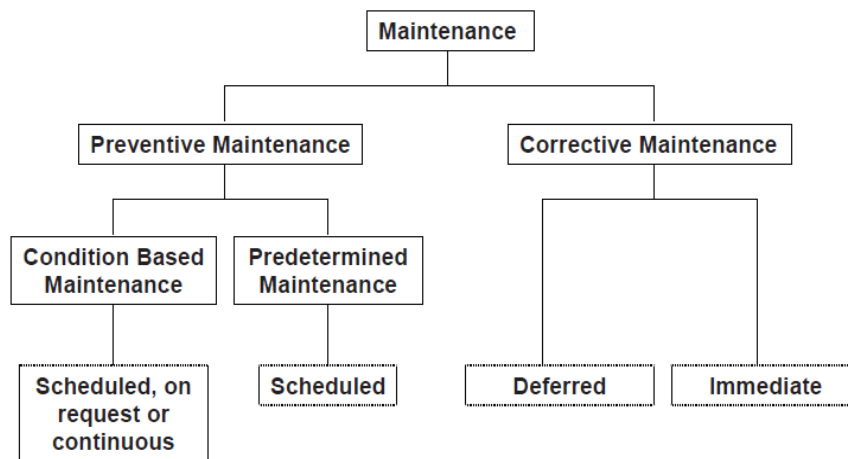 Maintenance
Preventive Maintenance
Corrective Maintenance
Condition Based
Maintenance
Predetermined
Maintenance
Scheduled, on
request or
continuous
Scheduled
Deferred
Immediate